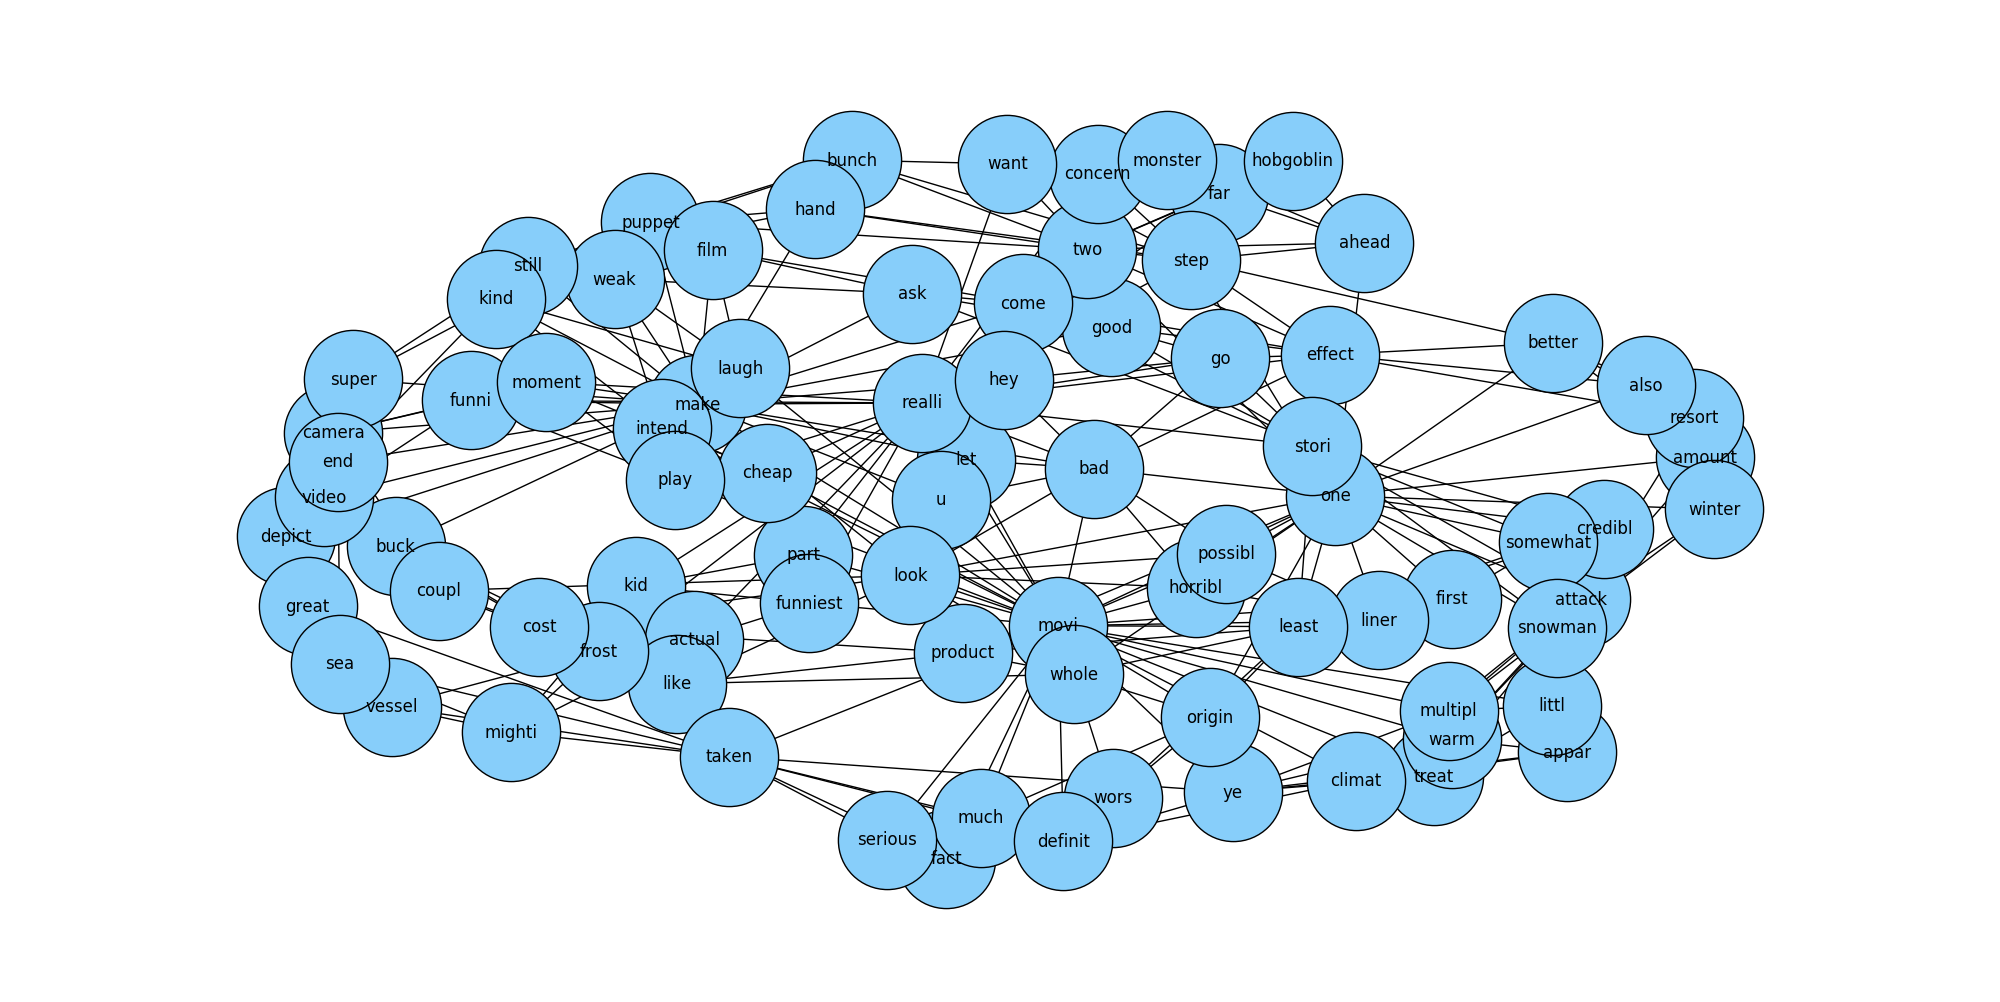 bunch
want
concern
monster
hobgoblin
far
hand
puppet
film
two
step
ahead
still
kind
weak
ask
come
good
go
effect
better
super
funni
moment
laugh
make
intend
realli
hey
also
resort
camera
end
video
play
cheap
let
u
bad
stori
one
amount
winter
depict
buck
coupl
great
kid
part
funniest
look
possibl
horribl
somewhat
credibl
attack
snowman
first
liner
least
movi
whole
product
cost
frost
actual
like
sea
vessel
mighti
taken
origin
multipl
warm
treat
littl
appar
climat
ye
wors
definit
much
serious
fact